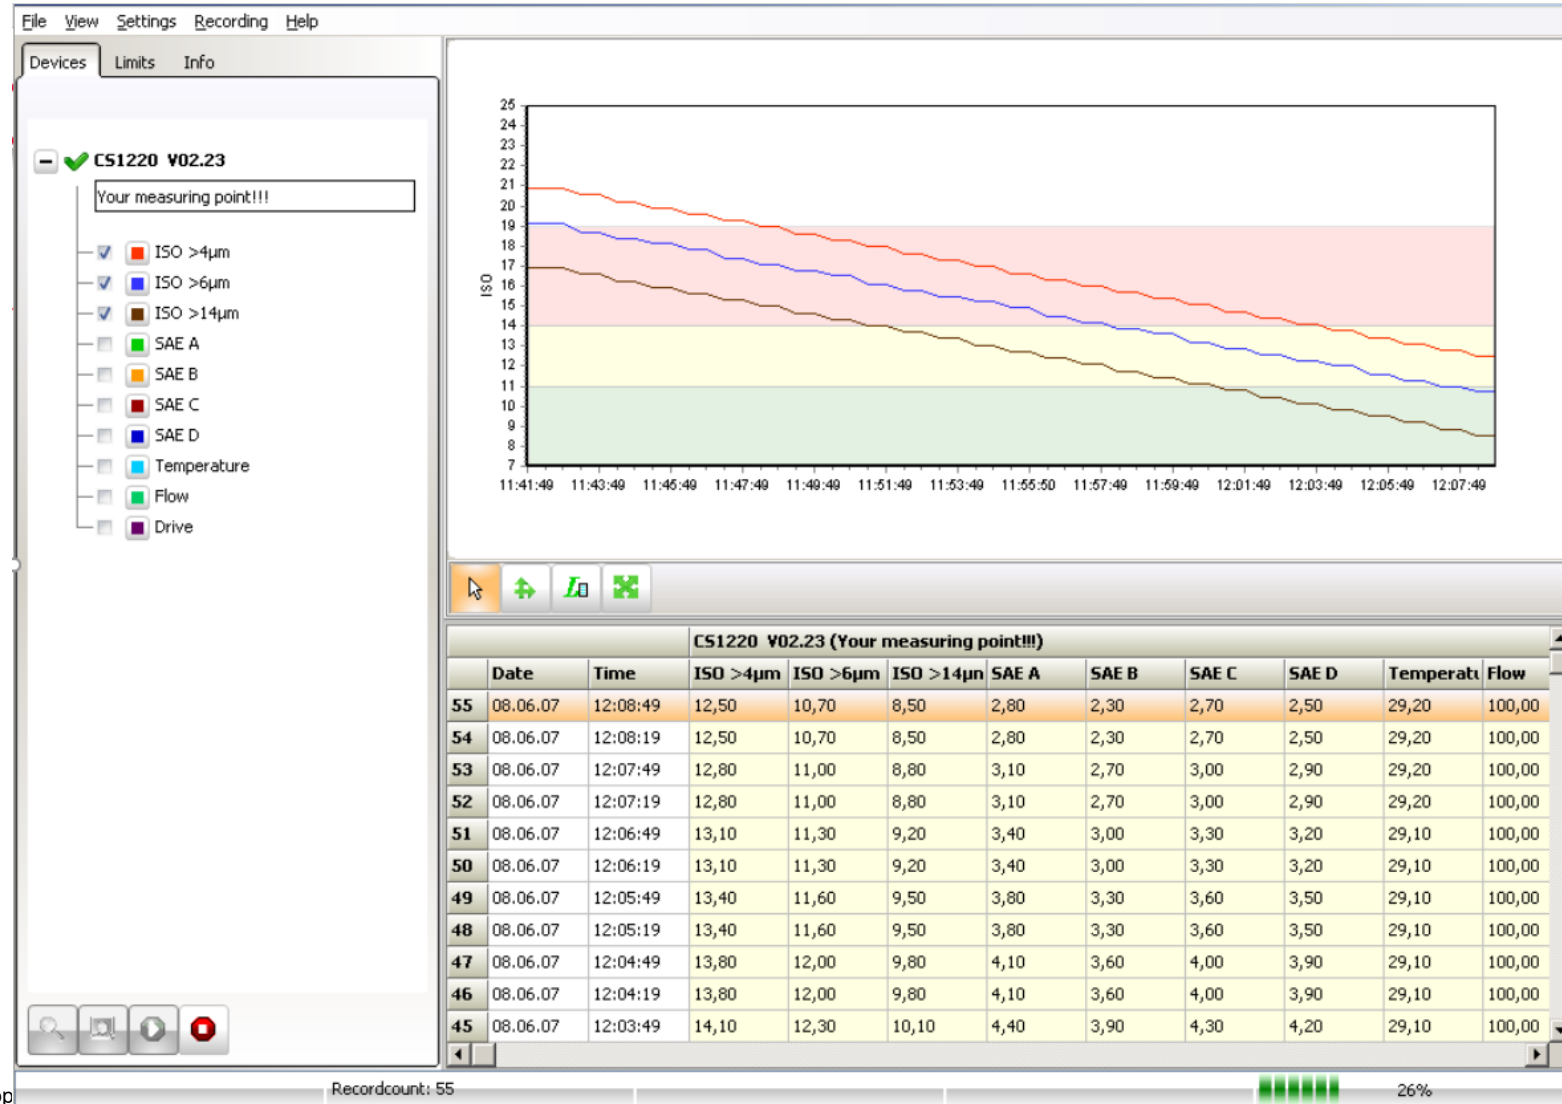 File View Settings Recording Help
Devices Limits Info
CS1220 V02.23
Your measuring point!!!
ISO >4µm
ISO >6µm
ISO >14µm
SAE A
SAE B
SAE C
SAE D
Temperature
Flow
Drive
25
24
23
22
21
20
19
18
17
16
15
14
13
12
11
10
9
8
7
ISO
11:41:49 11:43:49 11:45:49 11:47:49 11:49:49 11:51:49 11:53:49 11:55:50 11:57:49 11:59:49 12:01:49 12:03:49 12:05:49 12:07:49
L
CS1220 V02.23 (Your measuring point!!!)
Date Time ISO >4µm ISO >6µm ISO >14µn SAE A SAE B SAE C SAE D Temperatu Flow
55 08.06.07 12:08:49 12,50 10,70 8,50 2,80 2,30 2,70 2,50 29,20 100,00
54 08.06.07 12:08:19 12,50 10,70 8,50 2,80 2,30 2,70 2,50 29,20 100,00
53 08.06.07 12:07:49 12,80 11,00 8,80 3,10 2,70 3,00 2,90 29,20 100,00
52 08.06.07 12:07:19 12,80 11,00 8,80 3,10 2,70 3,00 2,90 29,20 100,00
51 08.06.07 12:06:49 13,10 11,30 9,20 3,40 3,00 3,30 3,20 29,10 100,00
50 08.06.07 12:06:19 13,10 11,30 9,20 3,40 3,00 3,30 3,20 29,10 100,00
49 08.06.07 12:05:49 13,40 11,60 9,50 3,80 3,30 3,60 3,50 29,10 100,00
48 08.06.07 12:05:19 13,40 11,60 9,50 3,80 3,30 3,60 3,50 29,10 100,00
47 08.06.07 12:04:49 13,80 12,00 9,80 4,10 3,60 4,00 3,90 29,10 100,00
46 08.06.07 12:04:19 13,80 12,00 9,80 4,10 3,60 4,00 3,90 29,10 100,00
45 08.06.07 12:03:49 14,10 12,30 10,10 4,40 3,90 4,30 4,20 29,10 100,00
Recordcount: 55 26%